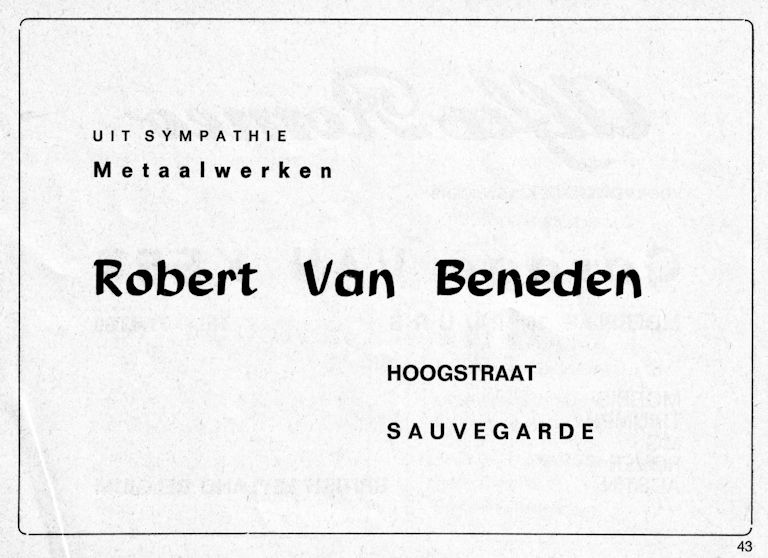 UIT SYMPATHIE
Metaalwerken
Robert Van Beneden
HOOGSTRAAT
SAUVEGARDE
43